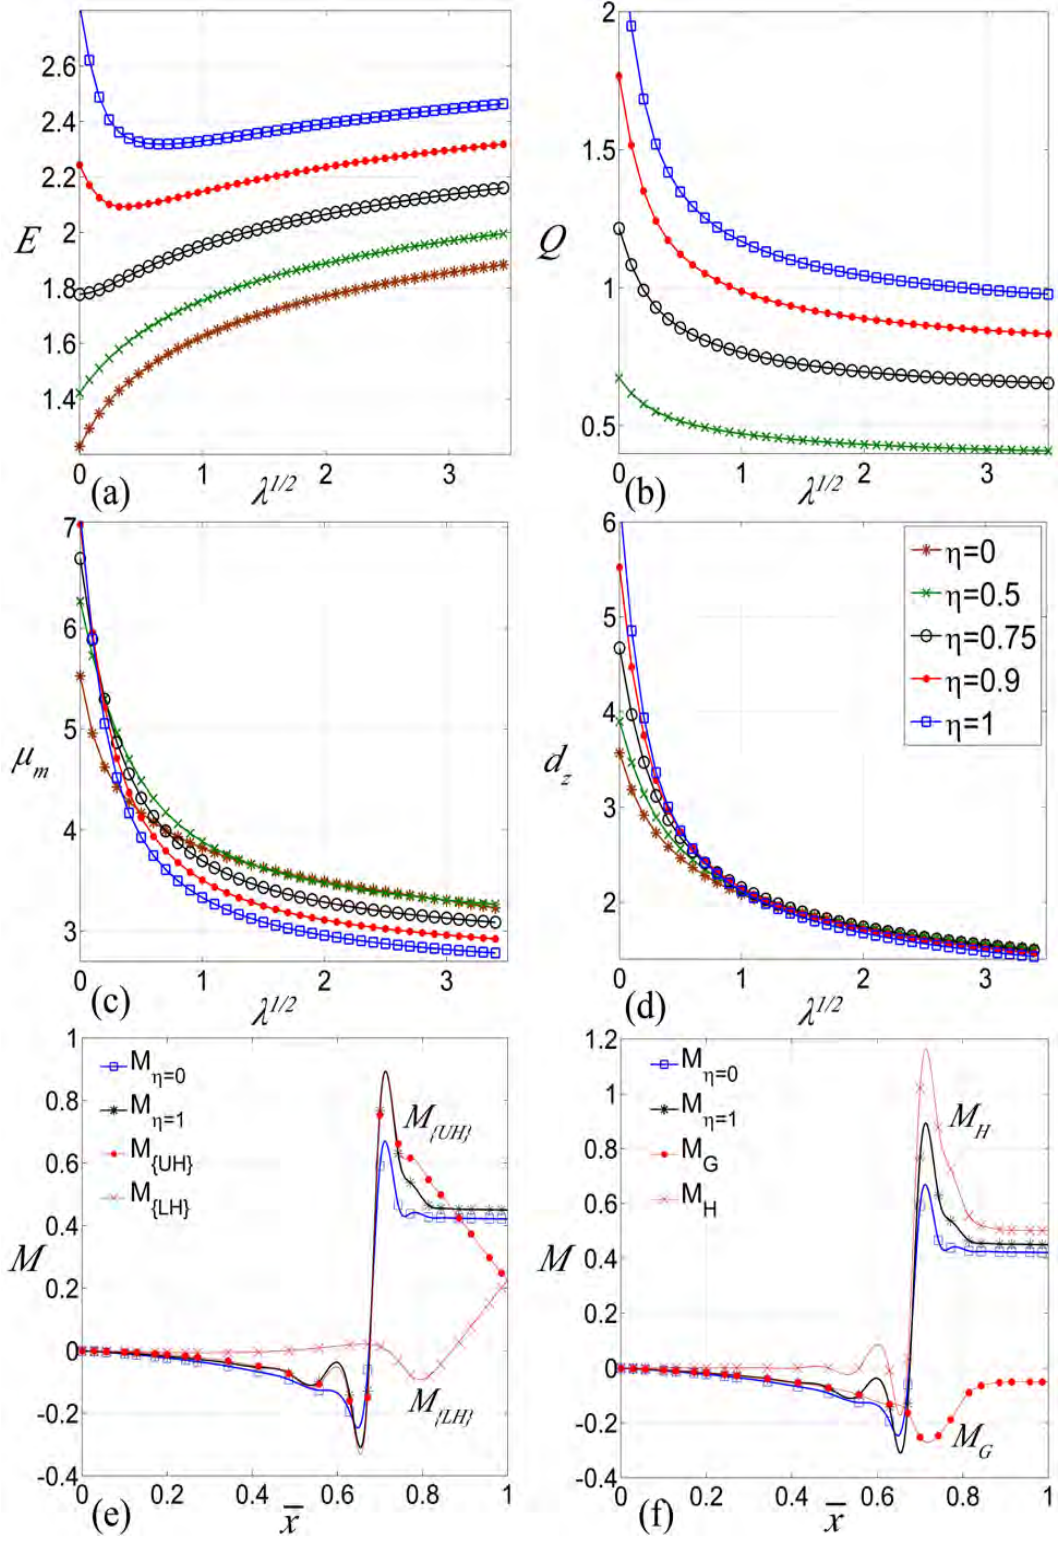 2.6
2.4
2.2
2
1.8
1.6
1.4
E
0 1 2 3
(a) λ^{1/2}
2
1.5
1
0.5
Q
0 1 2 3
(b) λ^{1/2}
7
6
5
4
3
μ_m
0 1 2 3
(c) λ^{1/2}
6
5
4
3
2
d_z
η=0
η=0.5
η=0.75
η=0.9
η=1
0 1 2 3
(d) λ^{1/2}
1
0.8
0.6
0.4
0.2
0
-0.2
-0.4
M
M_{η=0}
M_{η=1}
M_{{UH}}
M_{{LH}}
M_{{UH}}
M_{{LH}}
0 0.2 0.4 0.6 0.8 1
(e) x̄
1.2
1
0.8
0.6
0.4
0.2
0
-0.2
-0.4
M
M_{η=0}
M_{η=1}
M_G
M_H
M_H
M_G
0 0.2 0.4 0.6 0.8 1
(f) x̄